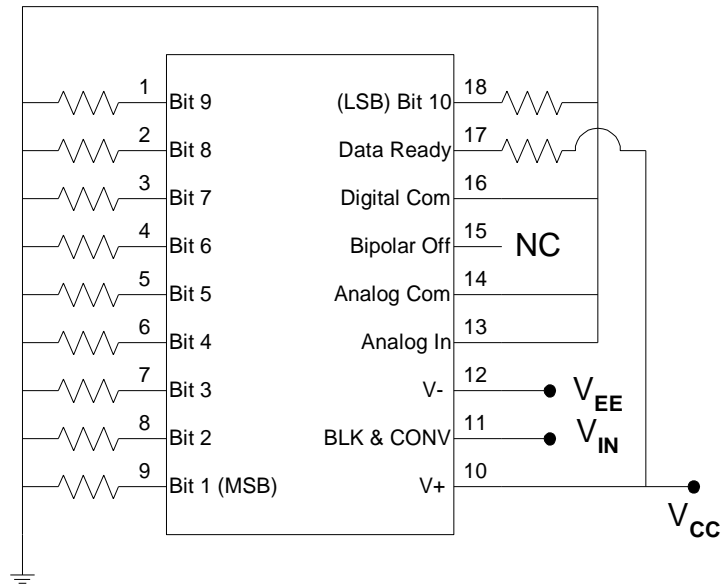 1 Bit 9 (LSB) Bit 10 18
2 Bit 8 Data Ready 17
3 Bit 7 Digital Com 16
4 Bit 6 Bipolar Off 15 NC
5 Bit 5 Analog Com 14
6 Bit 4 Analog In 13
7 Bit 3 V- 12 VEE
8 Bit 2 BLK & CONV 11 VIN
9 Bit 1 (MSB) V+ 10 VCC